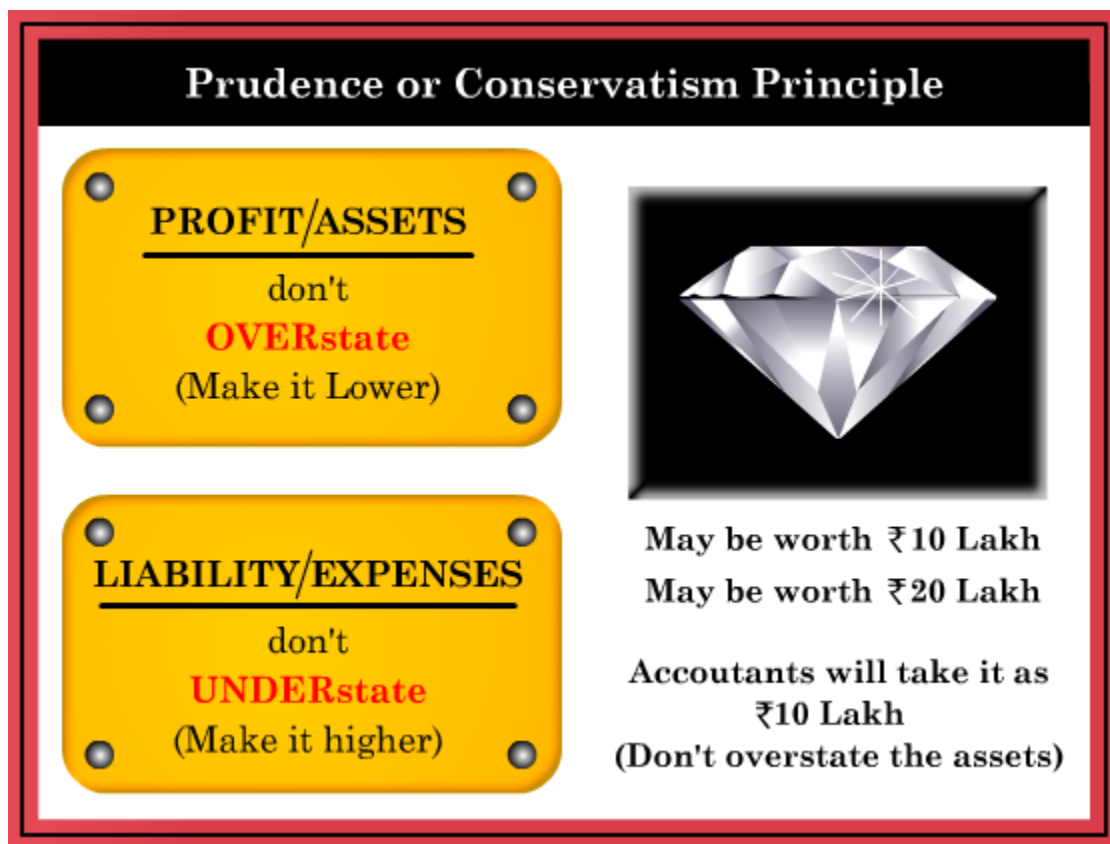 Prudence or Conservatism Principle
PROFIT/ASSETS
don't
OVERstate
(Make it Lower)
LIABILITY/EXPENSES
don't
UNDERstate
(Make it higher)
May be worth ₹10 Lakh
May be worth ₹20 Lakh
Accoutants will take it as
₹10 Lakh
(Don't overstate the assets)